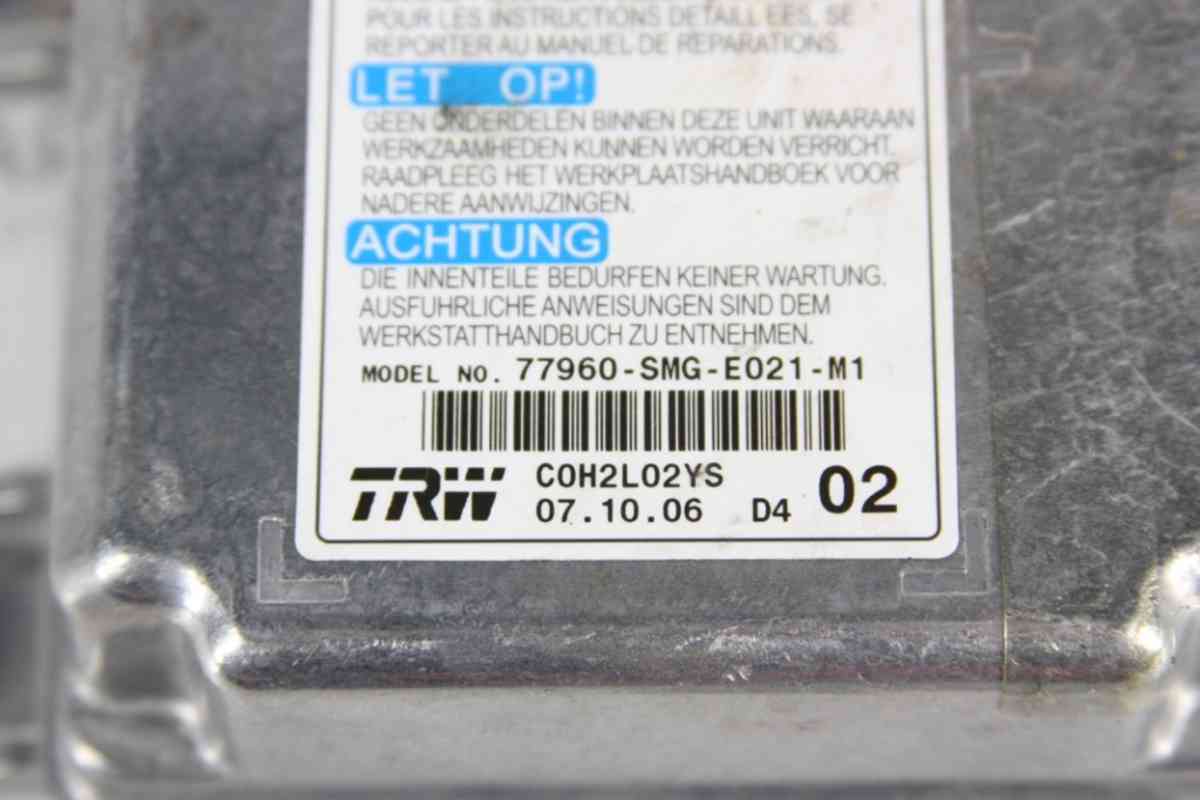 POUR LES INSTRUCTIONS DETAILLEES, SE
REPORTER AU MANUEL DE REPARATIONS.
LET OP!
GEEN ONDERDELEN BINNEN DEZE UNIT WAARAAN
WERKZAAMHEDEN KUNNEN WORDEN VERRICHT.
RAADPLEEG HET WERKPLAATSHANDBOEK VOOR
NADERE AANWIJZINGEN.
ACHTUNG
DIE INNENTEILE BEDURFEN KEINER WARTUNG.
AUSFUHRLICHE ANWEISUNGEN SIND DEM
WERKSTATTHANDBUCH ZU ENTNEHMEN.
MODEL NO. 77960-SMG-E021-M1
TRW C0H2L02YS 02
07.10.06 D4